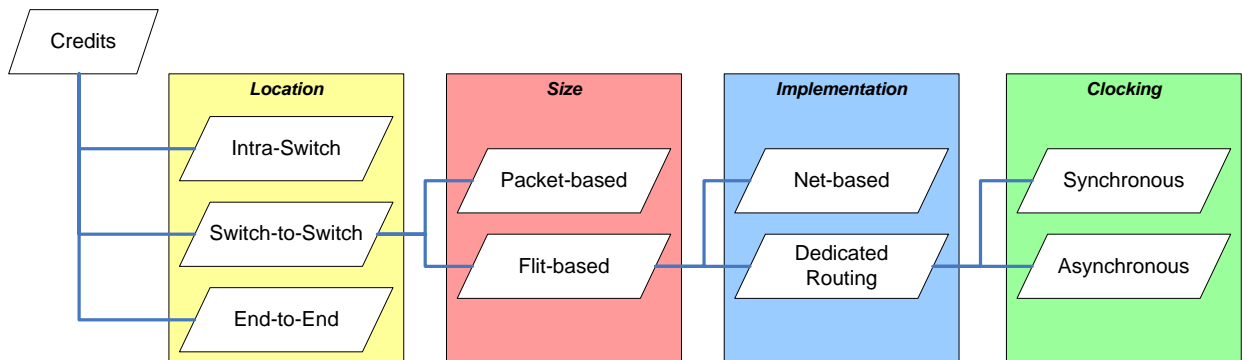 Credits
Location
Intra-Switch
Switch-to-Switch
End-to-End
Size
Packet-based
Flit-based
Implementation
Net-based
Dedicated
Routing
Clocking
Synchronous
Asynchronous